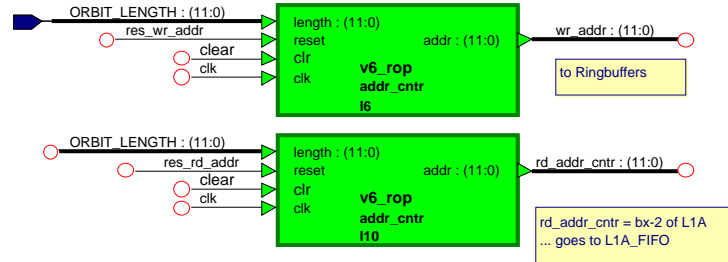 ORBIT_LENGTH : (11:0)
res_wr_addr
clear
clk
length : (11:0)
reset
clr
clk
addr : (11:0)
v6_rop
addr_cntr
I6
wr_addr : (11:0)
to Ringbuffers
ORBIT_LENGTH : (11:0)
res_rd_addr
clear
clk
length : (11:0)
reset
clr
clk
addr : (11:0)
v6_rop
addr_cntr
I10
rd_addr_cntr : (11:0)
rd_addr_cntr = bx-2 of L1A
... goes to L1A_FIFO